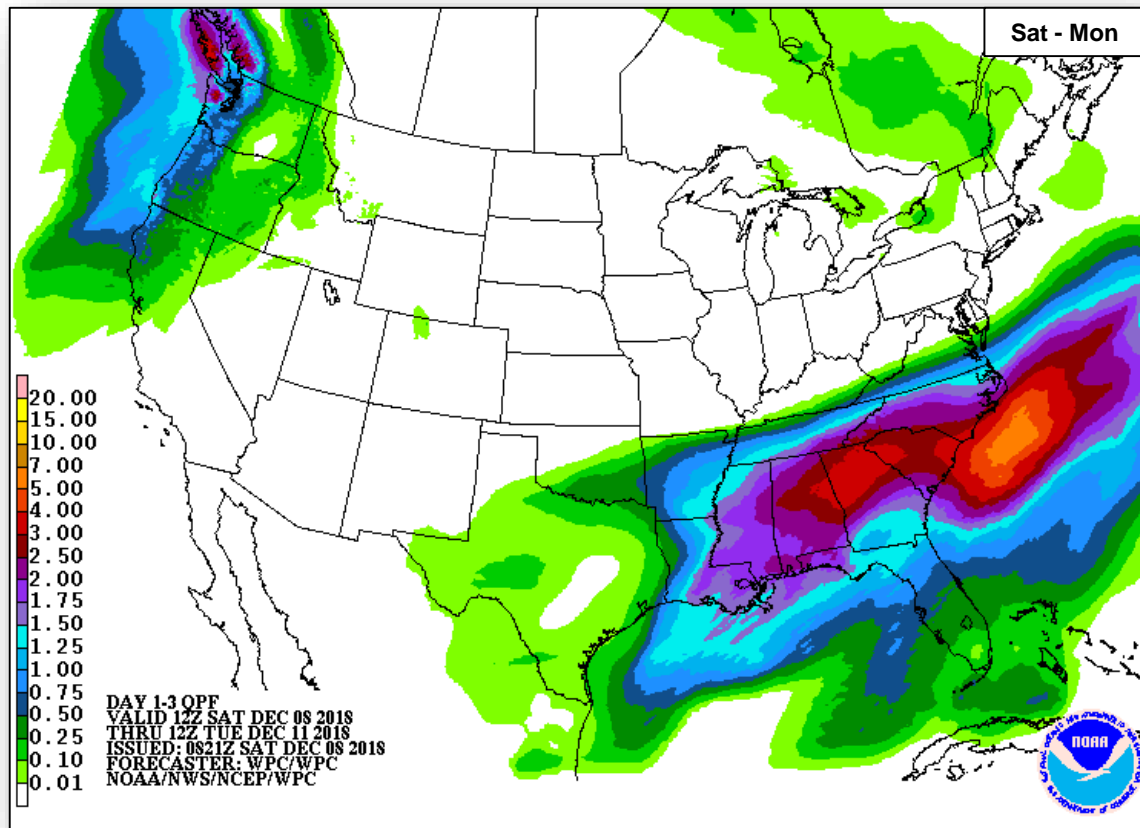 Sat - Mon
20.00
15.00
10.00
7.00
5.00
4.00
3.00
2.50
2.00
1.75
1.50
1.25
1.00
0.75
0.50
0.25
0.10
0.01
DAY 1-3 QPF
VALID 12Z SAT DEC 08 2018
THRU 12Z TUE DEC 11 2018
ISSUED: 0821Z SAT DEC 08 2018
FORECASTER: WPC/WPC
NOAA/NWS/NCEP/WPC
NOAA